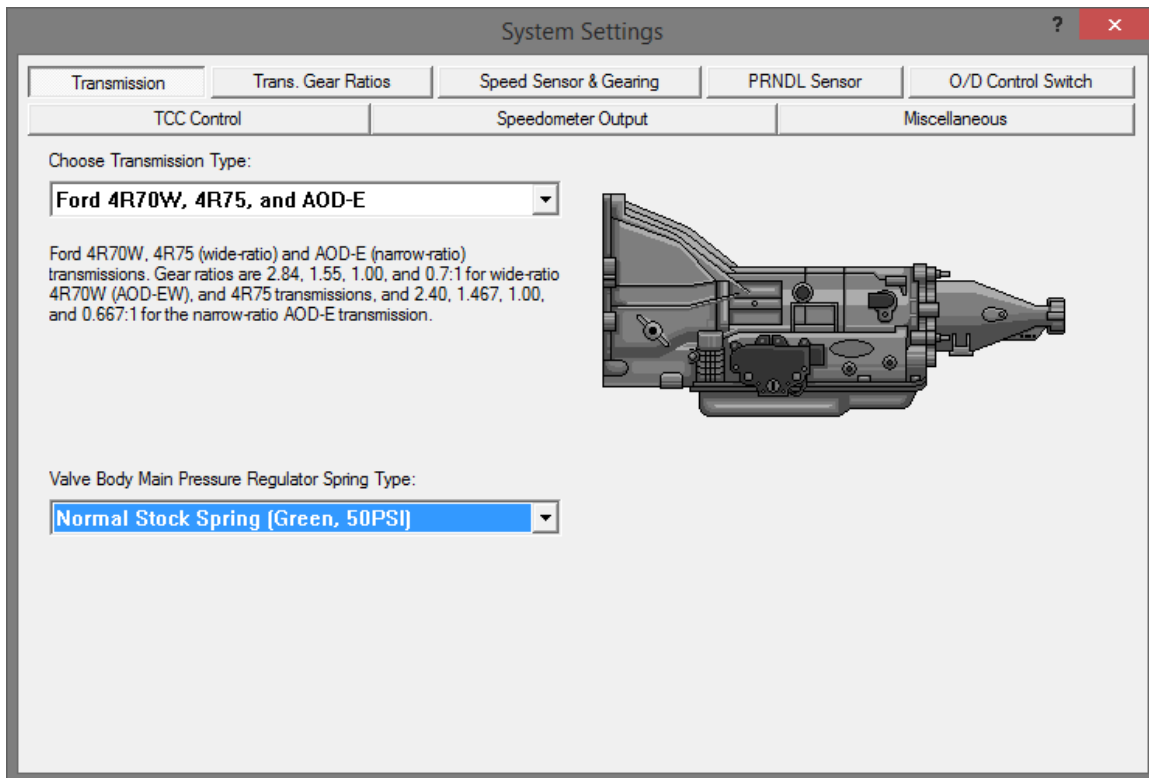 System Settings
?
×
Transmission
Trans. Gear Ratios
Speed Sensor & Gearing
PRNDL Sensor
O/D Control Switch
TCC Control
Speedometer Output
Miscellaneous
Choose Transmission Type:
Ford 4R70W, 4R75, and AOD-E
Ford 4R70W, 4R75 (wide-ratio) and AOD-E (narrow-ratio)
transmissions. Gear ratios are 2.84, 1.55, 1.00, and 0.7:1 for wide-ratio
4R70W (AOD-EW), and 4R75 transmissions, and 2.40, 1.467, 1.00,
and 0.667:1 for the narrow-ratio AOD-E transmission.
Valve Body Main Pressure Regulator Spring Type:
Normal Stock Spring (Green, 50PSI)